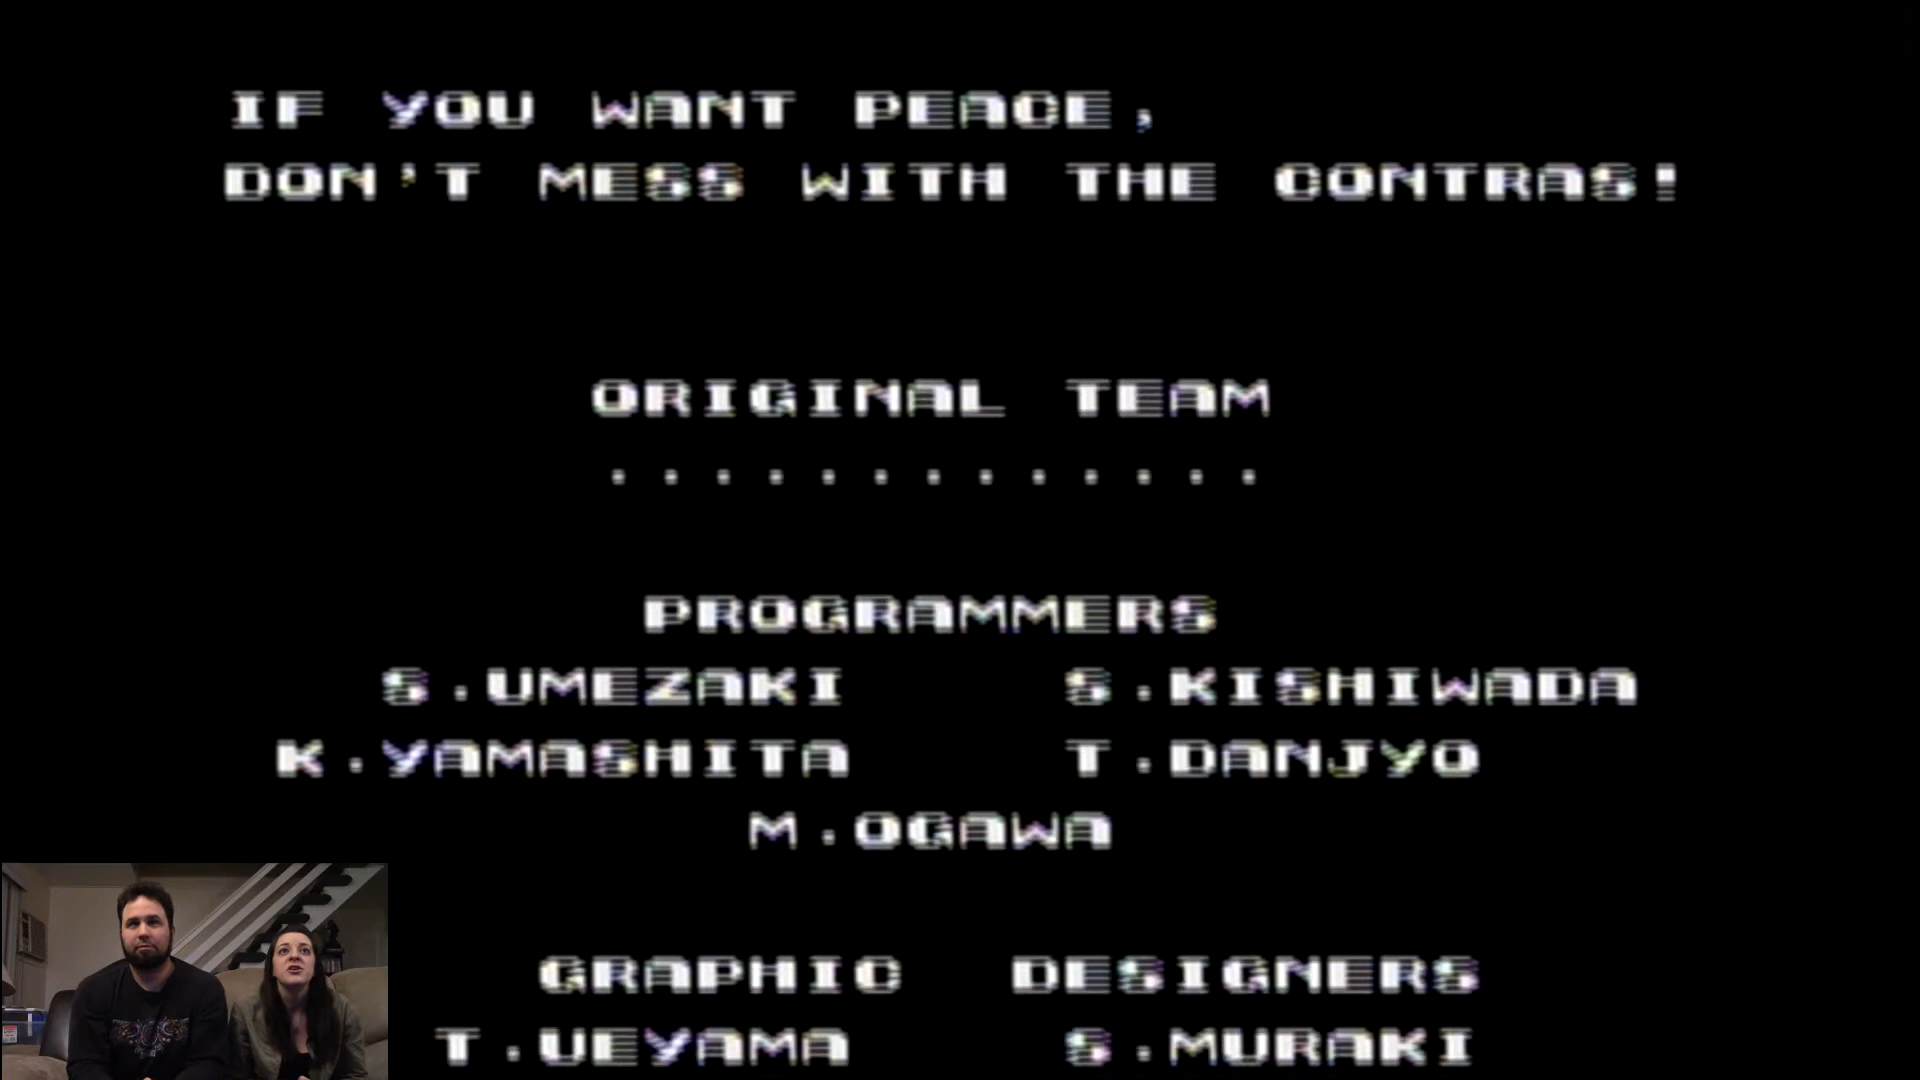 IF YOU WANT PEACE,
DON'T MESS WITH THE CONTRAS!
ORIGINAL TEAM
.............
PROGRAMMERS
S.UMEZAKI S.KISHIWADA
K.YAMASHITA T.DANJYO
M.OGAWA
GRAPHIC DESIGNERS
T.UEYAMA S.MURAKI